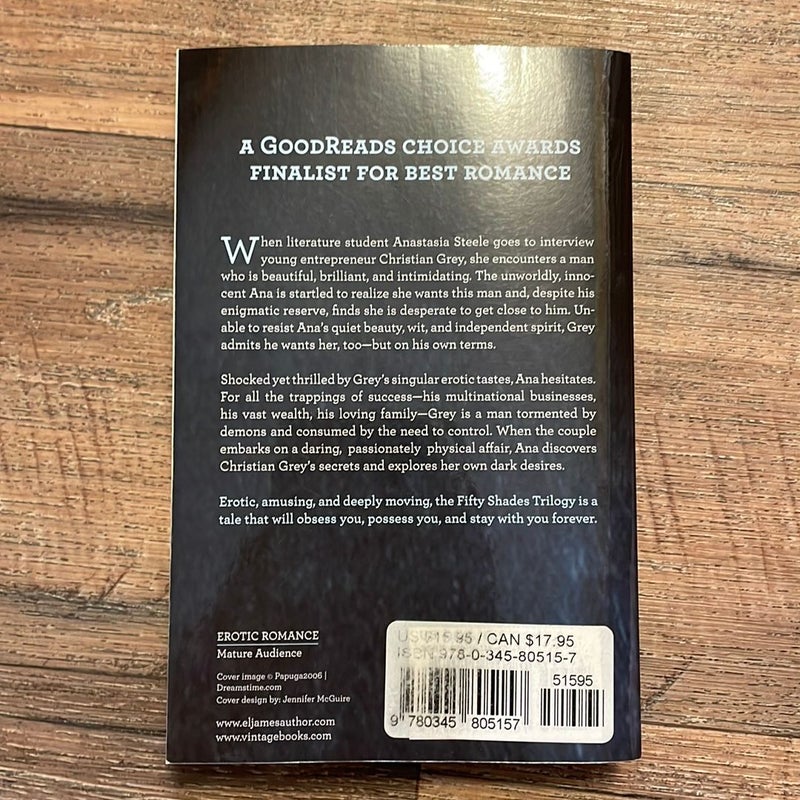 A GOODREADS CHOICE AWARDS
FINALIST FOR BEST ROMANCE
When literature student Anastasia Steele goes to interview
young entrepreneur Christian Grey, she encounters a man
who is beautiful, brilliant, and intimidating. The unworldly, inno-
cent Ana is startled to realize she wants this man and, despite his
enigmatic reserve, finds she is desperate to get close to him. Un-
able to resist Ana's quiet beauty, wit, and independent spirit, Grey
admits he wants her, too—but on his own terms.
Shocked yet thrilled by Grey's singular erotic tastes, Ana hesitates.
For all the trappings of success—his multinational businesses,
his vast wealth, his loving family—Grey is a man tormented by
demons and consumed by the need to control. When the couple
embarks on a daring, passionately physical affair, Ana discovers
Christian Grey's secrets and explores her own dark desires.
Erotic, amusing, and deeply moving, the Fifty Shades Trilogy is a
tale that will obsess you, possess you, and stay with you forever.
EROTIC ROMANCE
Mature Audience
Cover image © Papuga2006 |
Dreamstime.com
Cover design by: Jennifer McGuire
www.eljamesauthor.com
www.vintagebooks.com
US $15.95 / CAN $17.95
ISBN 978-0-345-80515-7
51595
9 780345 805157